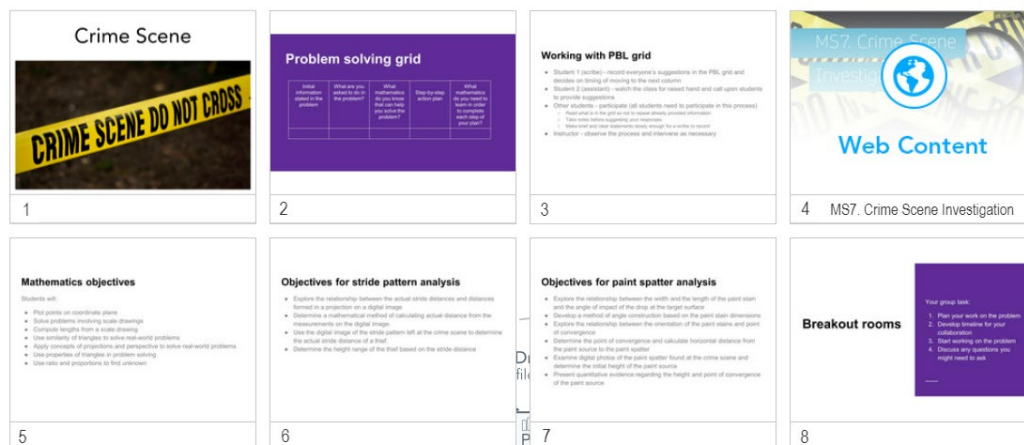 Crime Scene
CRIME SCENE DO NOT CROSS
1
Problem solving grid
Initial information stated in the problem
What are you asked to do in the problem?
What mathematics do you know that can help you solve the problem?
Step-by-step action plan
What mathematics do you need to learn in order to complete each step of your plan?
2
Working with PBL grid
Student 1 (scribe) - record everyone's suggestions in the PBL grid and
decides on timing of moving to the next column
Student 2 (assistant) - watch the class for raised hand and call upon students
to provide suggestions
Other students - participate (all students need to participate in this process)
Read what is in the grid so not to repeat already provided information
Take notes before suggesting your responses
Make brief and clear statements slowly enough for a scribe to record
Instructor - observe the process and intervene as necessary
3
MS7. Crime Scene
Investig
Web Content
4 MS7. Crime Scene Investigation
Mathematics objectives
Students will:
Plot points on coordinate plane
Solve problems involving scale drawings
Compute lengths from a scale drawing
Use similarity of triangles to solve real-world problems
Apply concepts of projections and perspective to solve real-world problems
Use properties of triangles in problem solving
Use ratio and proportions to find unknown
5
Objectives for stride pattern analysis
Explore the relationship between the actual stride distances and distances
formed in a projection on a digital image
Determine a mathematical method of calculating actual distance from the
measurements on the digital image.
Use the digital image of the stride pattern left at the crime scene to determine
the actual stride distance of a thief.
Determine the height range of the thief based on the stride distance
6
Objectives for paint spatter analysis
Explore the relationship between the width and the length of the paint stain
and the angle of impact of the drop at the target surface
Develop a method of angle construction based on the paint stain dimensions
Explore the relationship between the orientation of the paint stains and point
of convergence
Determine the point of convergence and calculate horizontal distance from
the paint source to the paint spatter
Examine digital photos of the paint spatter found at the crime scene and
determine the initial height of the paint source
Present quantitative evidence regarding the height and point of convergence
of the paint source
7
Breakout rooms
Your group task:
1. Plan your work on the problem
2. Develop timeline for your
collaboration
3. Start working on the problem
4. Discuss any questions you
might need to ask
8